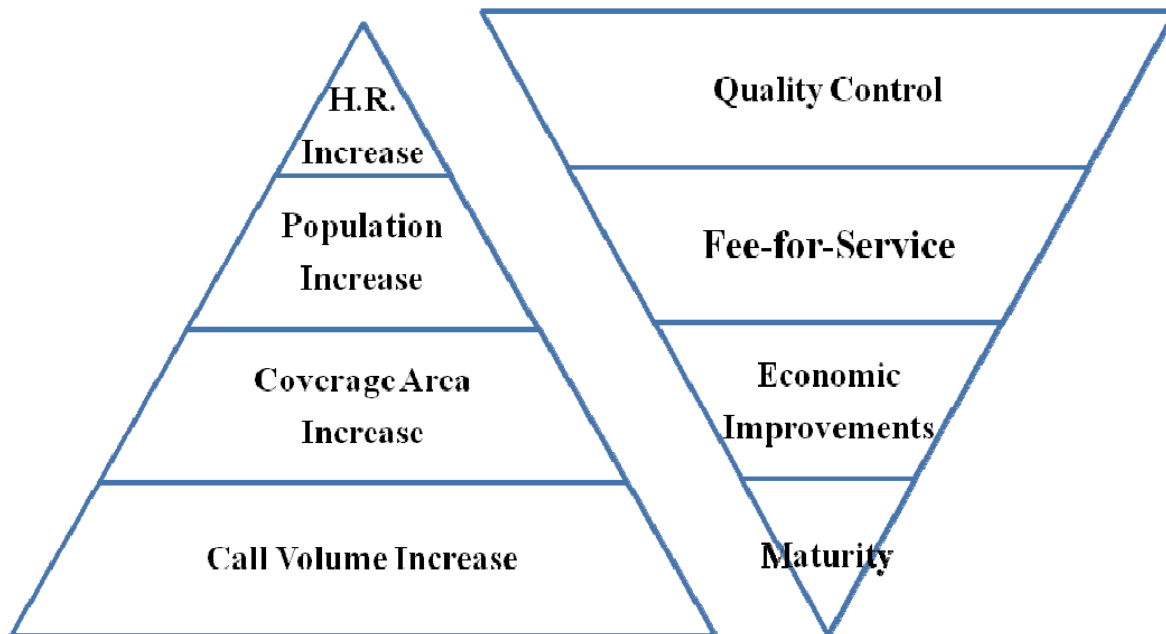 H.R.
Increase
Population
Increase
Coverage Area
Increase
Call Volume Increase
Quality Control
Fee-for-Service
Economic
Improvements
Maturity